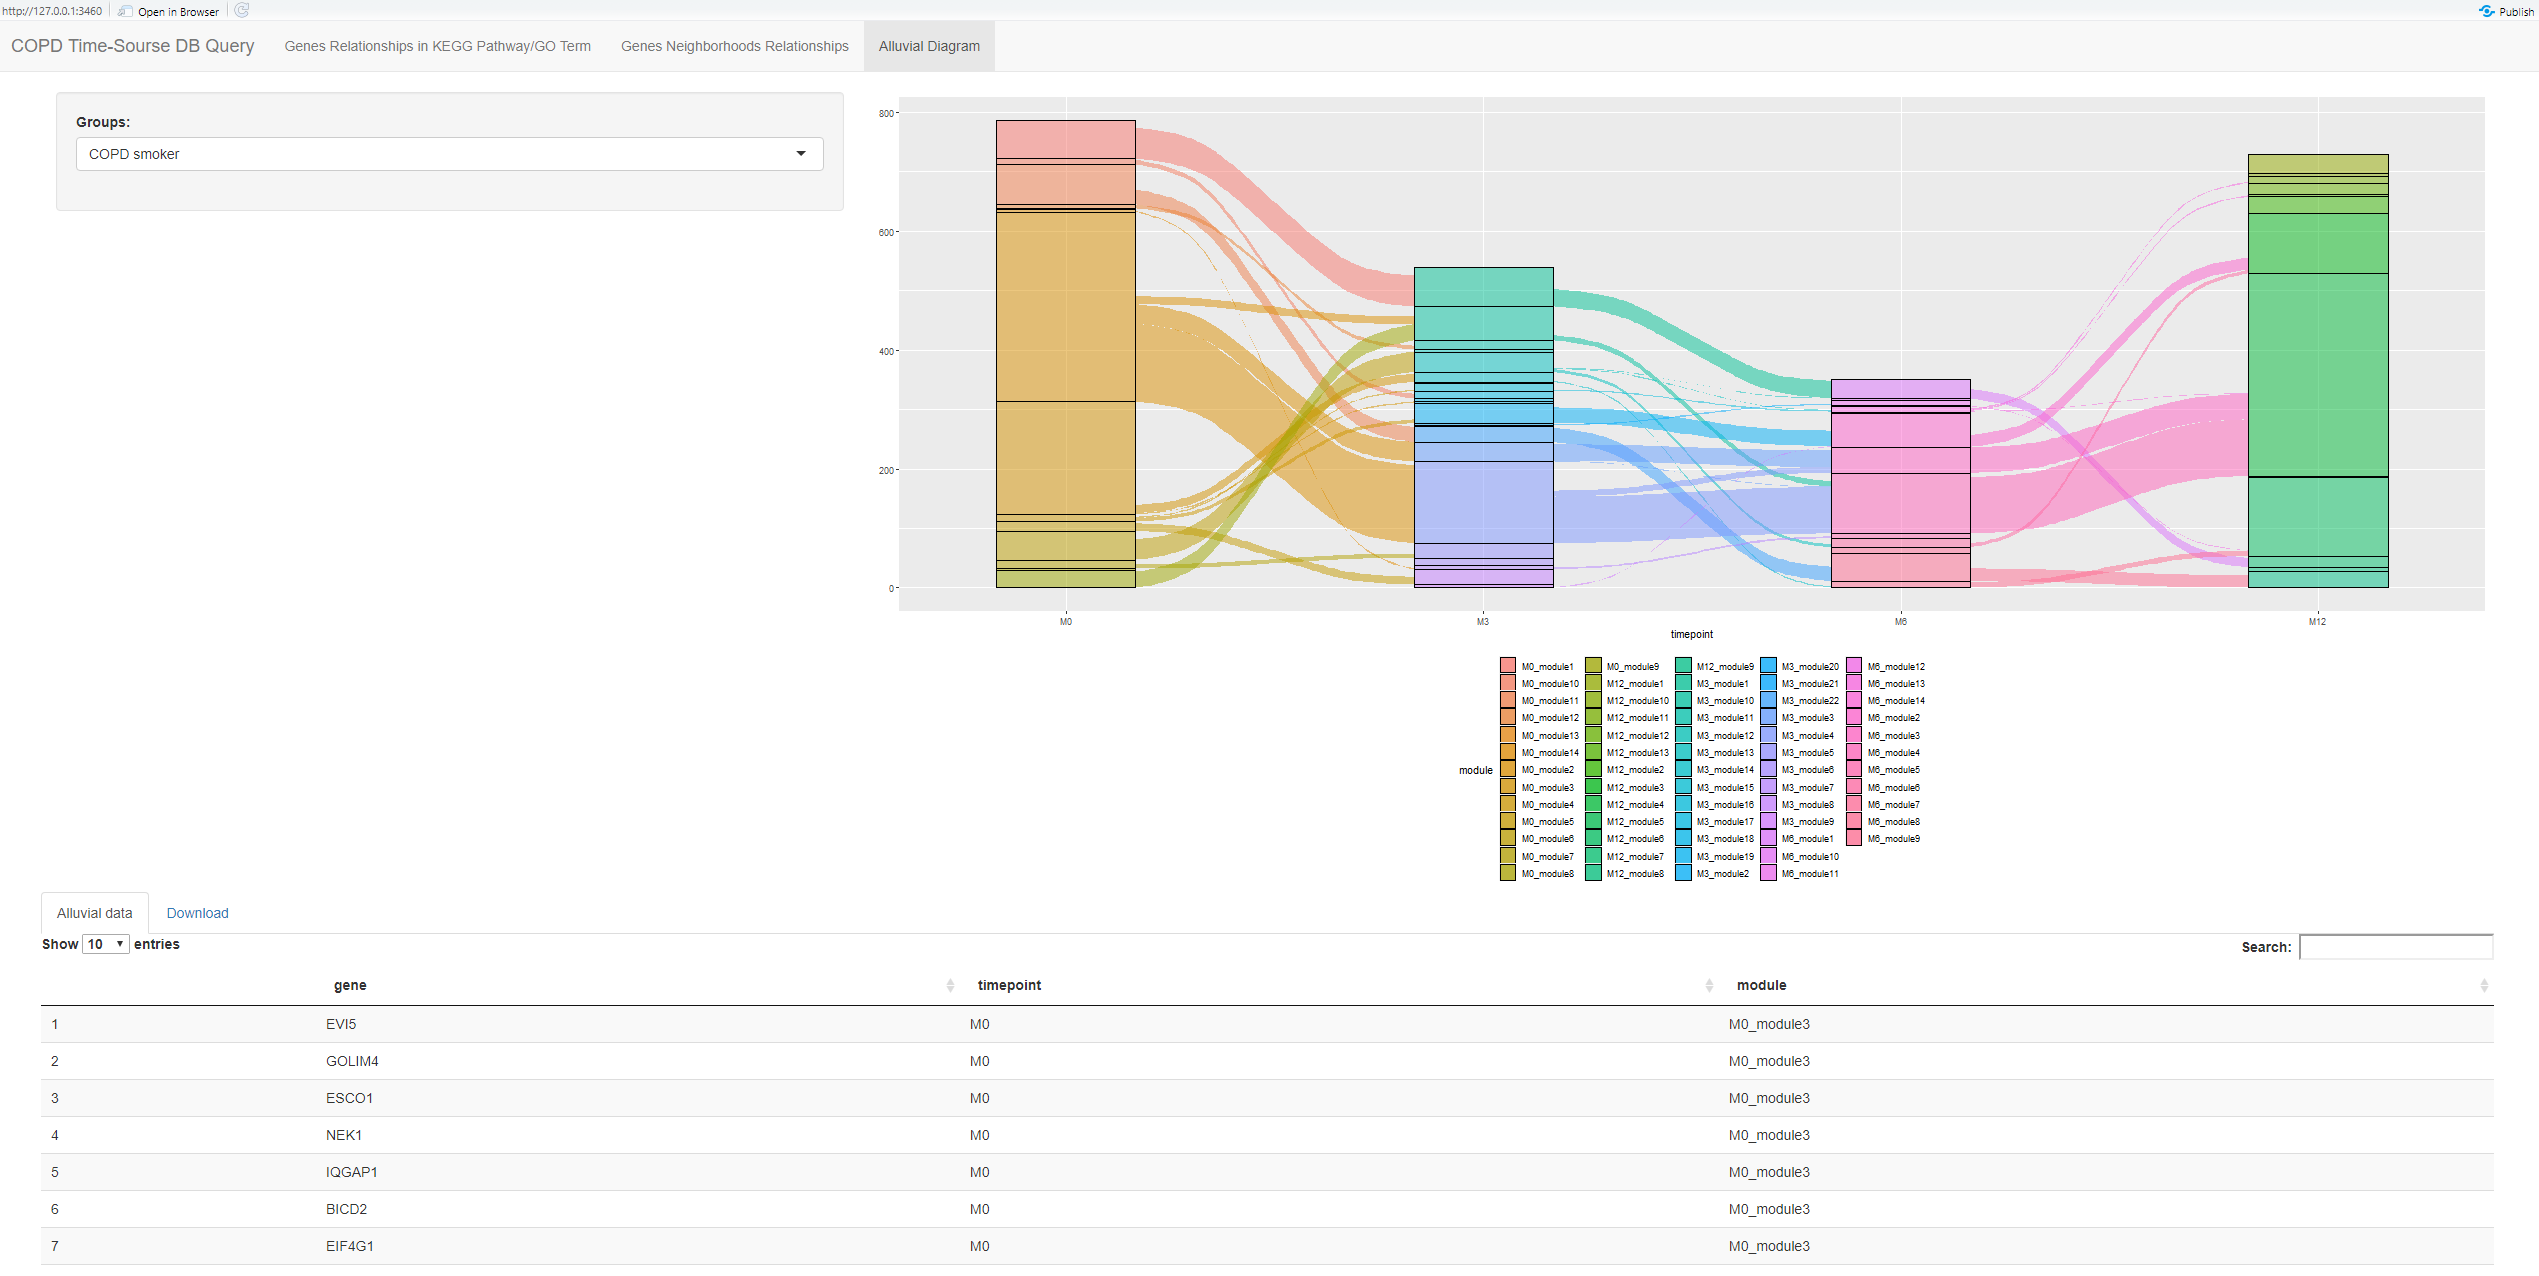 http://127.0.0.1:3460 Open in Browser Publish
COPD Time-Sourse DB Query Genes Relationships in KEGG Pathway/GO Term Genes Neighborhoods Relationships Alluvial Diagram
Groups:
COPD smoker
800
600
400
200
0
M0 M3 M6 M12
timepoint
module
M0_module1 M0_module9 M12_module9 M3_module20 M6_module12
M0_module10 M12_module1 M3_module1 M3_module21 M6_module13
M0_module11 M12_module10 M3_module10 M3_module22 M6_module14
M0_module12 M12_module11 M3_module11 M3_module3 M6_module2
M0_module13 M12_module12 M3_module12 M3_module4 M6_module3
M0_module14 M12_module13 M3_module13 M3_module5 M6_module4
M0_module2 M12_module2 M3_module14 M3_module6 M6_module5
M0_module3 M12_module3 M3_module15 M3_module7 M6_module6
M0_module4 M12_module4 M3_module16 M3_module8 M6_module7
M0_module5 M12_module5 M3_module17 M3_module9 M6_module8
M0_module6 M12_module6 M3_module18 M6_module1 M6_module9
M0_module7 M12_module7 M3_module19 M6_module10
M0_module8 M12_module8 M3_module2 M6_module11
Alluvial data Download
Show 10 entries Search:
gene timepoint module
1 EVI5 M0 M0_module3
2 GOLIM4 M0 M0_module3
3 ESCO1 M0 M0_module3
4 NEK1 M0 M0_module3
5 IQGAP1 M0 M0_module3
6 BICD2 M0 M0_module3
7 EIF4G1 M0 M0_module3